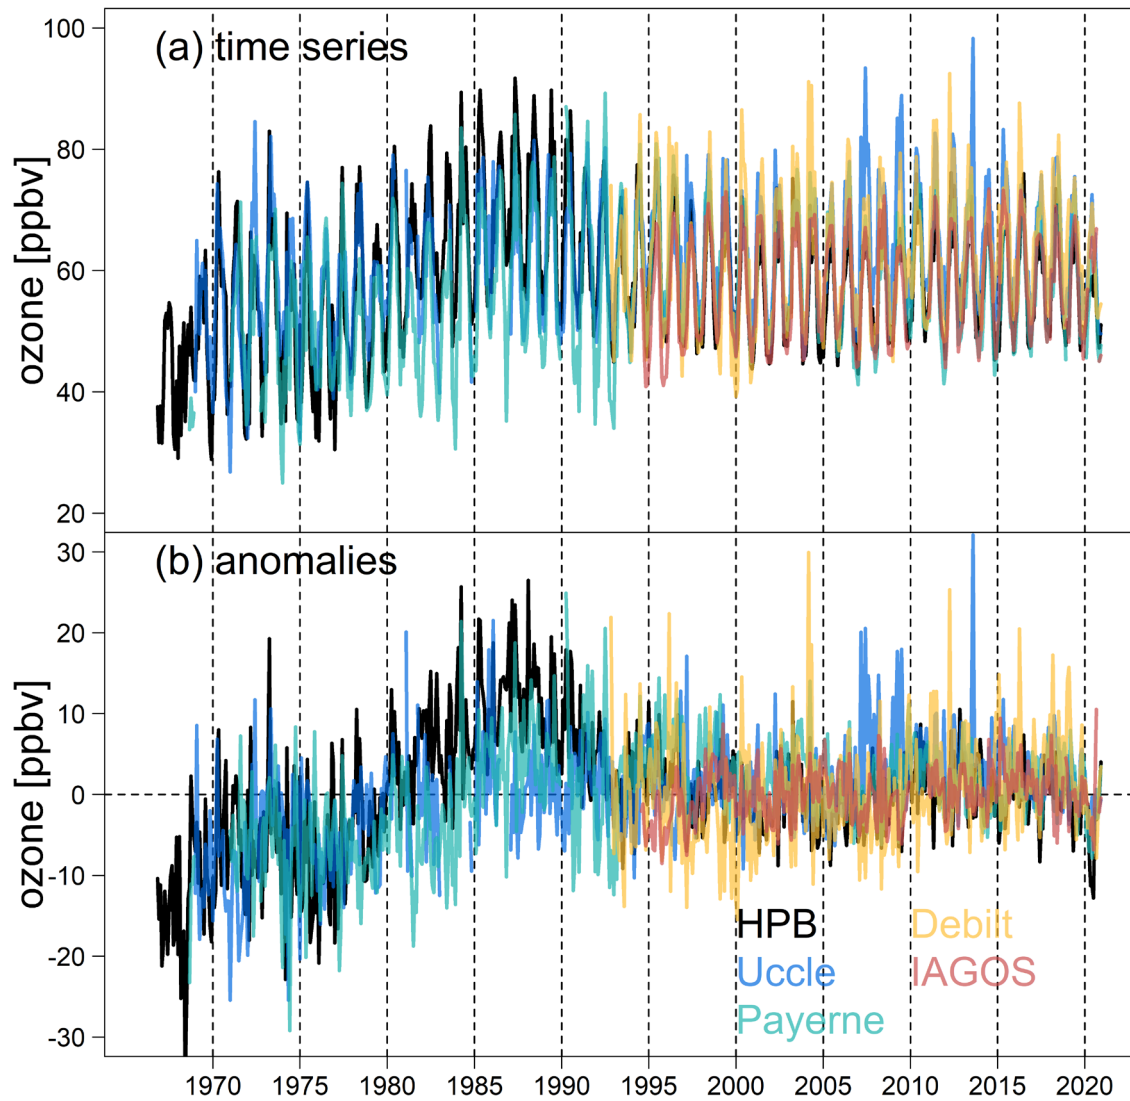 (a) time series
100
80
60
40
20
ozone [ppbv]
(b) anomalies
30
20
10
0
-10
-20
-30
ozone [ppbv]
HPB Debilt
Uccle IAGOS
Payerne
1970 1975 1980 1985 1990 1995 2000 2005 2010 2015 2020